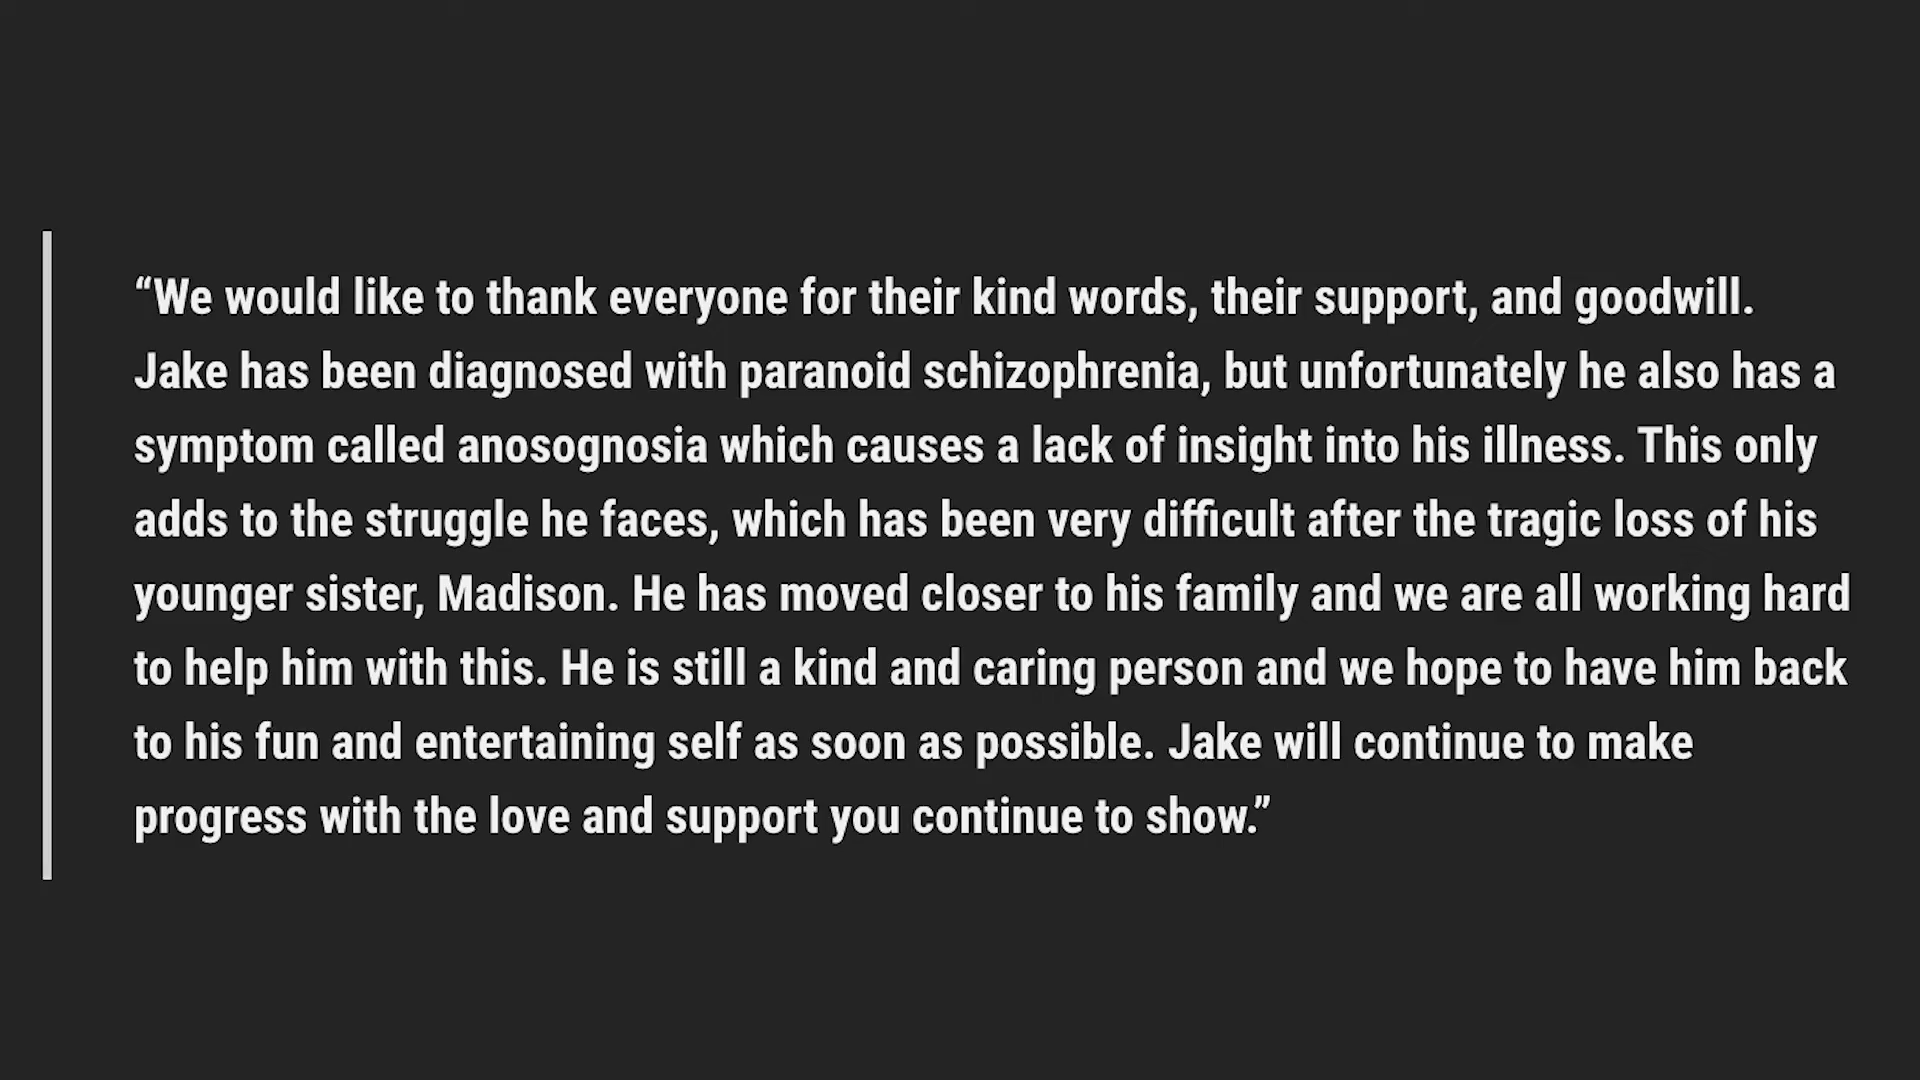 “We would like to thank everyone for their kind words, their support, and goodwill.
Jake has been diagnosed with paranoid schizophrenia, but unfortunately he also has a
symptom called anosognosia which causes a lack of insight into his illness. This only
adds to the struggle he faces, which has been very difficult after the tragic loss of his
younger sister, Madison. He has moved closer to his family and we are all working hard
to help him with this. He is still a kind and caring person and we hope to have him back
to his fun and entertaining self as soon as possible. Jake will continue to make
progress with the love and support you continue to show.”